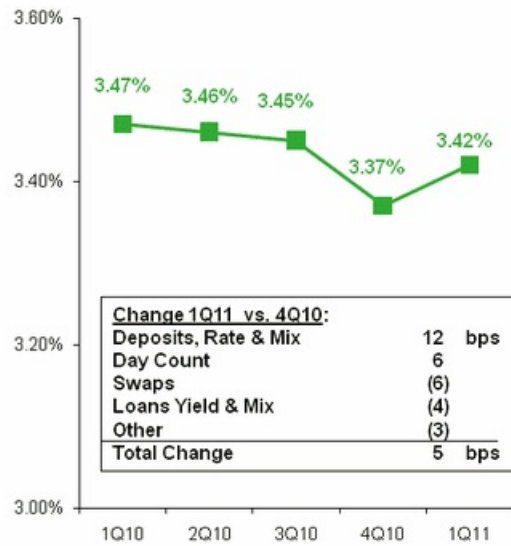 3.60%
3.47%
3.46%
3.45%
3.42%
3.37%
3.40%
Change 1Q11 vs. 4Q10:
Deposits, Rate & Mix 12 bps
Day Count 6
Swaps (6)
Loans Yield & Mix (4)
Other (3)
Total Change 5 bps
3.20%
3.00%
1Q10 2Q10 3Q10 4Q10 1Q11